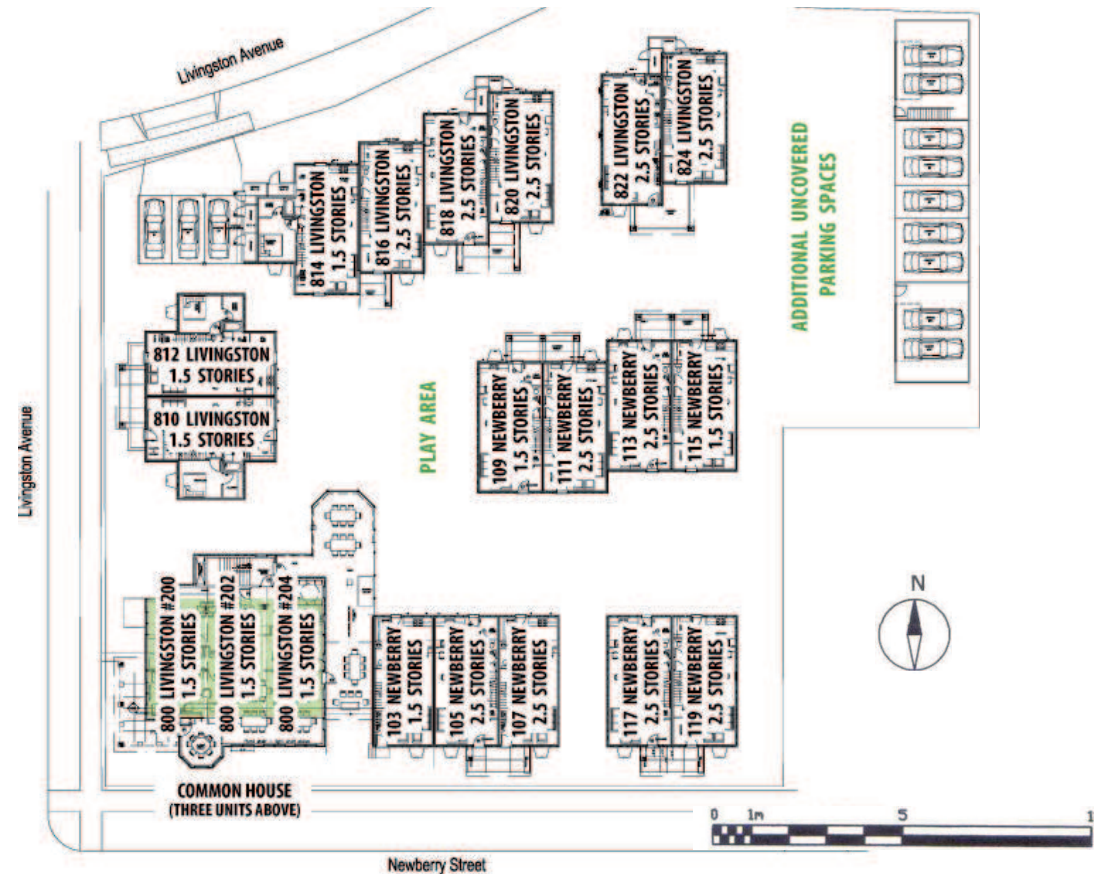 Livingston Avenue
822 LIVINGSTON
2.5 STORIES
824 LIVINGSTON
2.5 STORIES
818 LIVINGSTON
2.5 STORIES
820 LIVINGSTON
2.5 STORIES
814 LIVINGSTON
1.5 STORIES
816 LIVINGSTON
2.5 STORIES
ADDITIONAL UNCOVERED
PARKING SPACES
812 LIVINGSTON
1.5 STORIES
810 LIVINGSTON
1.5 STORIES
PLAY AREA
109 NEWBERRY
1.5 STORIES
111 NEWBERRY
2.5 STORIES
113 NEWBERRY
2.5 STORIES
115 NEWBERRY
1.5 STORIES
Livingston Avenue
800 LIVINGSTON #200
1.5 STORIES
800 LIVINGSTON #202
1.5 STORIES
800 LIVINGSTON #204
1.5 STORIES
103 NEWBERRY
1.5 STORIES
105 NEWBERRY
2.5 STORIES
107 NEWBERRY
2.5 STORIES
117 NEWBERRY
2.5 STORIES
119 NEWBERRY
2.5 STORIES
N
COMMON HOUSE
(THREE UNITS ABOVE)
0 1m 5 1
Newberry Street